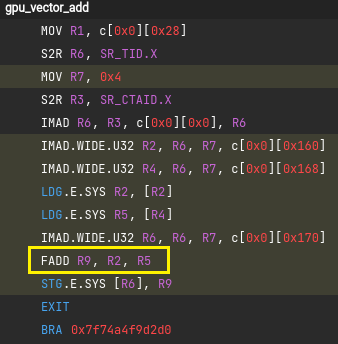 gpu_vector_add
MOV R1, c[0x0][0x28]
S2R R6, SR_TID.X
MOV R7, 0x4
S2R R3, SR_CTAID.X
IMAD R6, R3, c[0x0][0x0], R6
IMAD.WIDE.U32 R2, R6, R7, c[0x0][0x160]
IMAD.WIDE.U32 R4, R6, R7, c[0x0][0x168]
LDG.E.SYS R2, [R2]
LDG.E.SYS R5, [R4]
IMAD.WIDE.U32 R6, R6, R7, c[0x0][0x170]
FADD R9, R2, R5
STG.E.SYS [R6], R9
EXIT
BRA 0x7f74a4f9d2d0